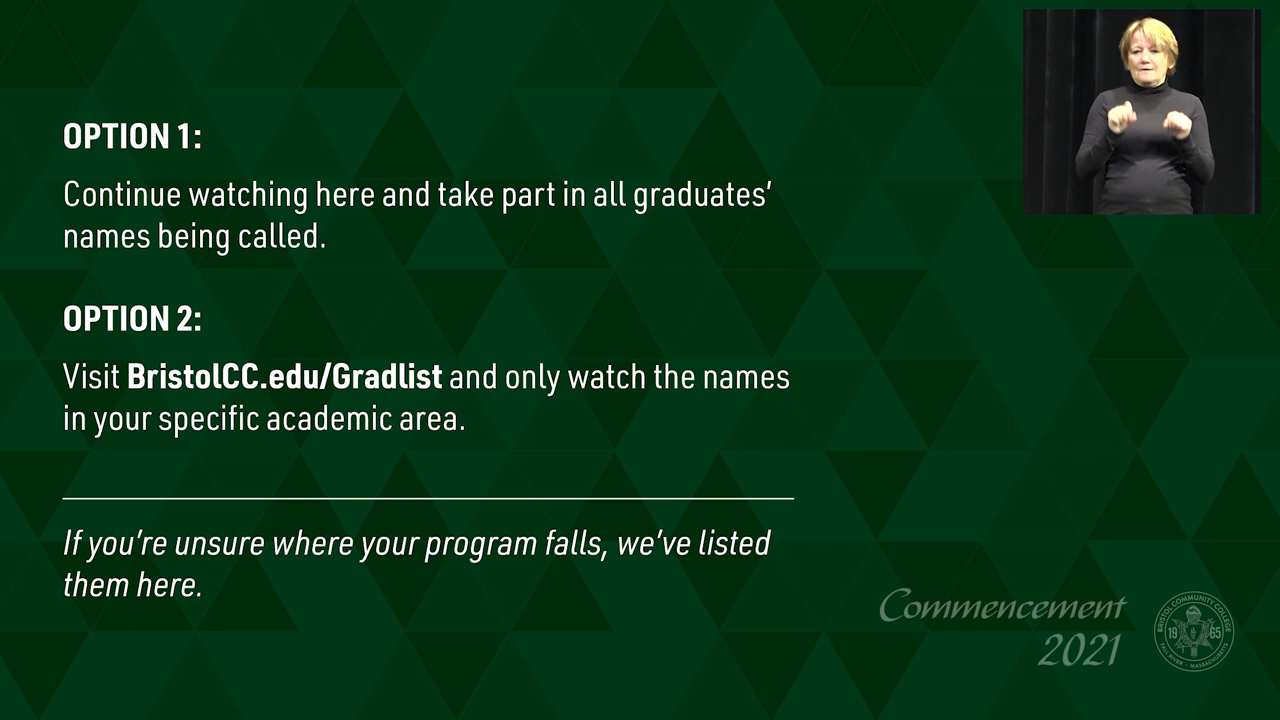 OPTION 1:
Continue watching here and take part in all graduates’
names being called.
OPTION 2:
Visit BristolCC.edu/Gradlist and only watch the names
in your specific academic area.
If you’re unsure where your program falls, we’ve listed
them here.
Commencement
2021
BRISTOL COMMUNITY COLLEGE
1965
FALL RIVER - MASSACHUSETTS